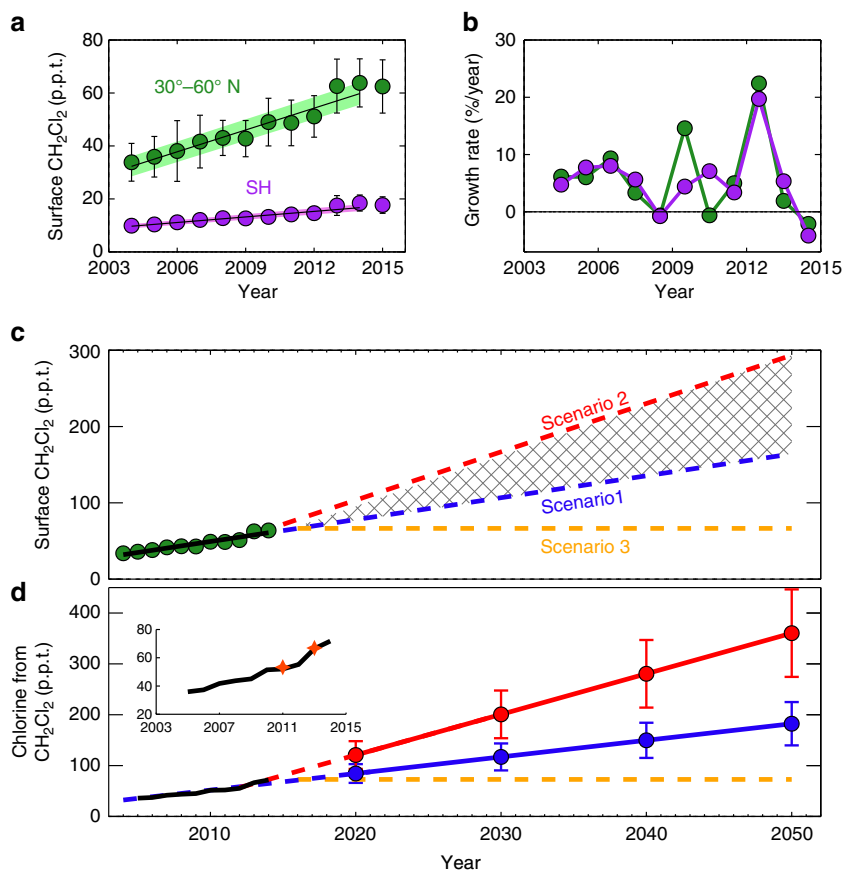 a
80
60
40
20
0
Surface CH₂Cl₂ (p.p.t.)
30°–60° N
SH
2003 2006 2009 2012 2015
Year
b
30
20
10
0
Growth rate (%/year)
2003 2006 2009 2012 2015
Year
c
300
200
100
0
Surface CH₂Cl₂ (p.p.t.)
Scenario 2
Scenario1
Scenario 3
d
400
300
200
100
0
Chlorine from
CH₂Cl₂ (p.p.t.)
80
60
40
20
2003 2007 2011 2015
2010 2020 2030 2040 2050
Year